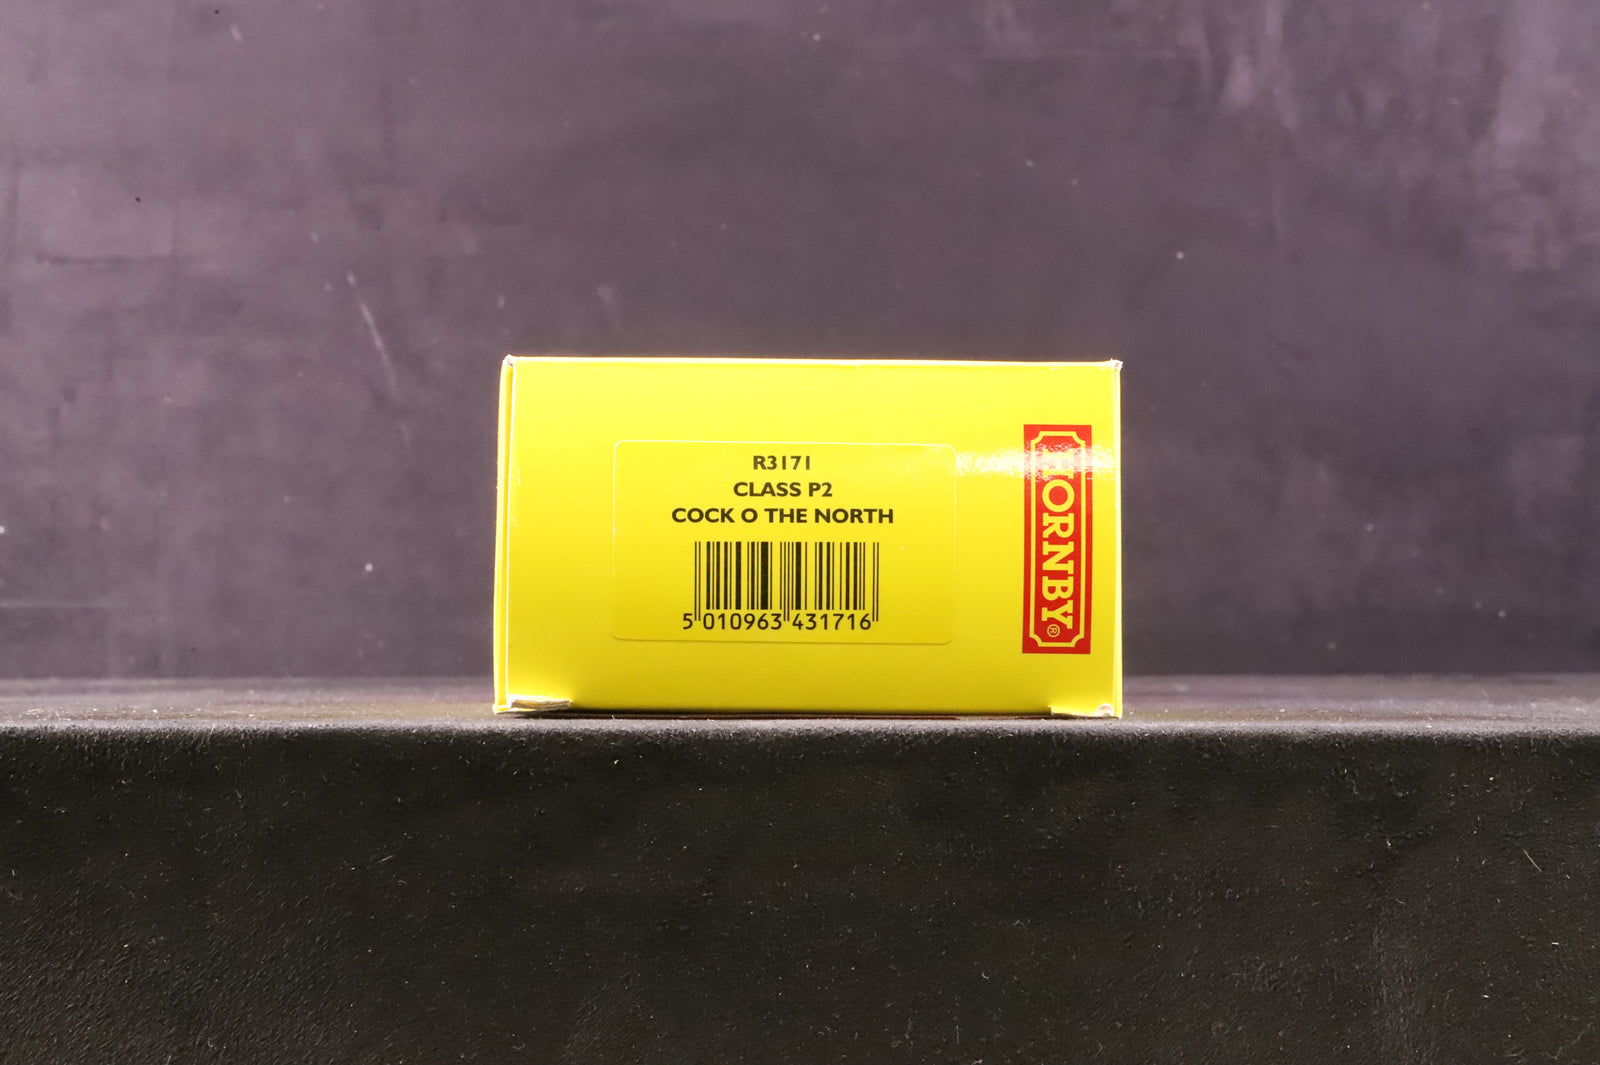 R3171
CLASS P2
COCK O THE NORTH
5 010963 431716
HORNBY®